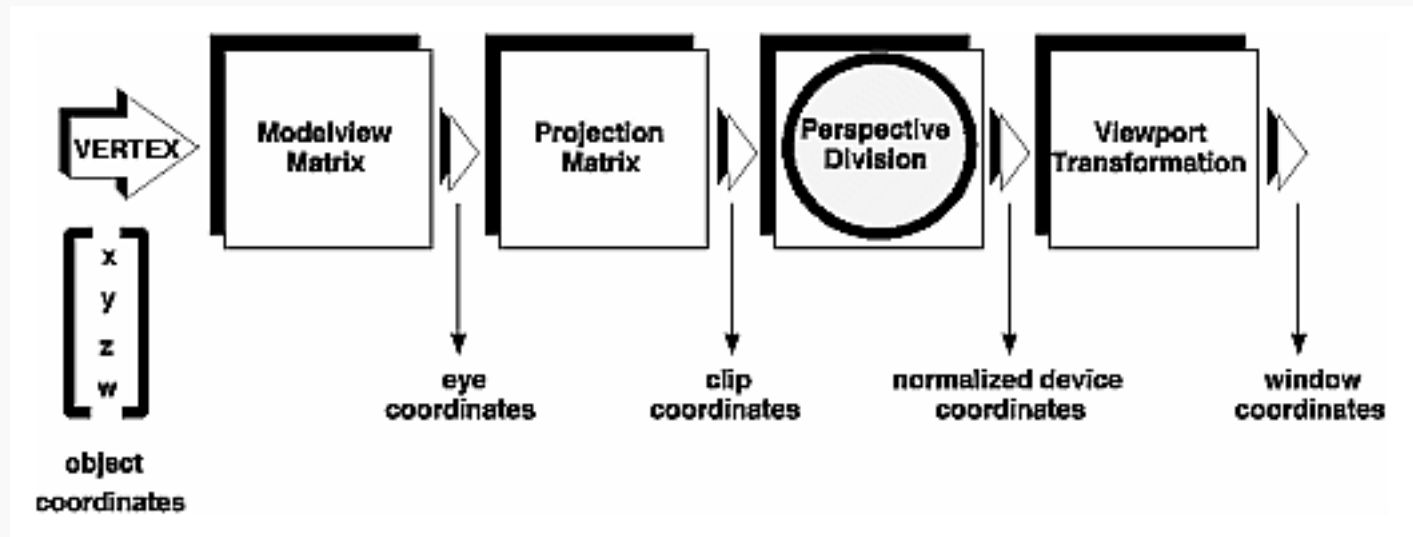 VERTEX
Modelview
Matrix
Projection
Matrix
Perspective
Division
Viewport
Transformation
x
y
z
w
object
coordinates
eye
coordinates
clip
coordinates
normalized device
coordinates
window
coordinates